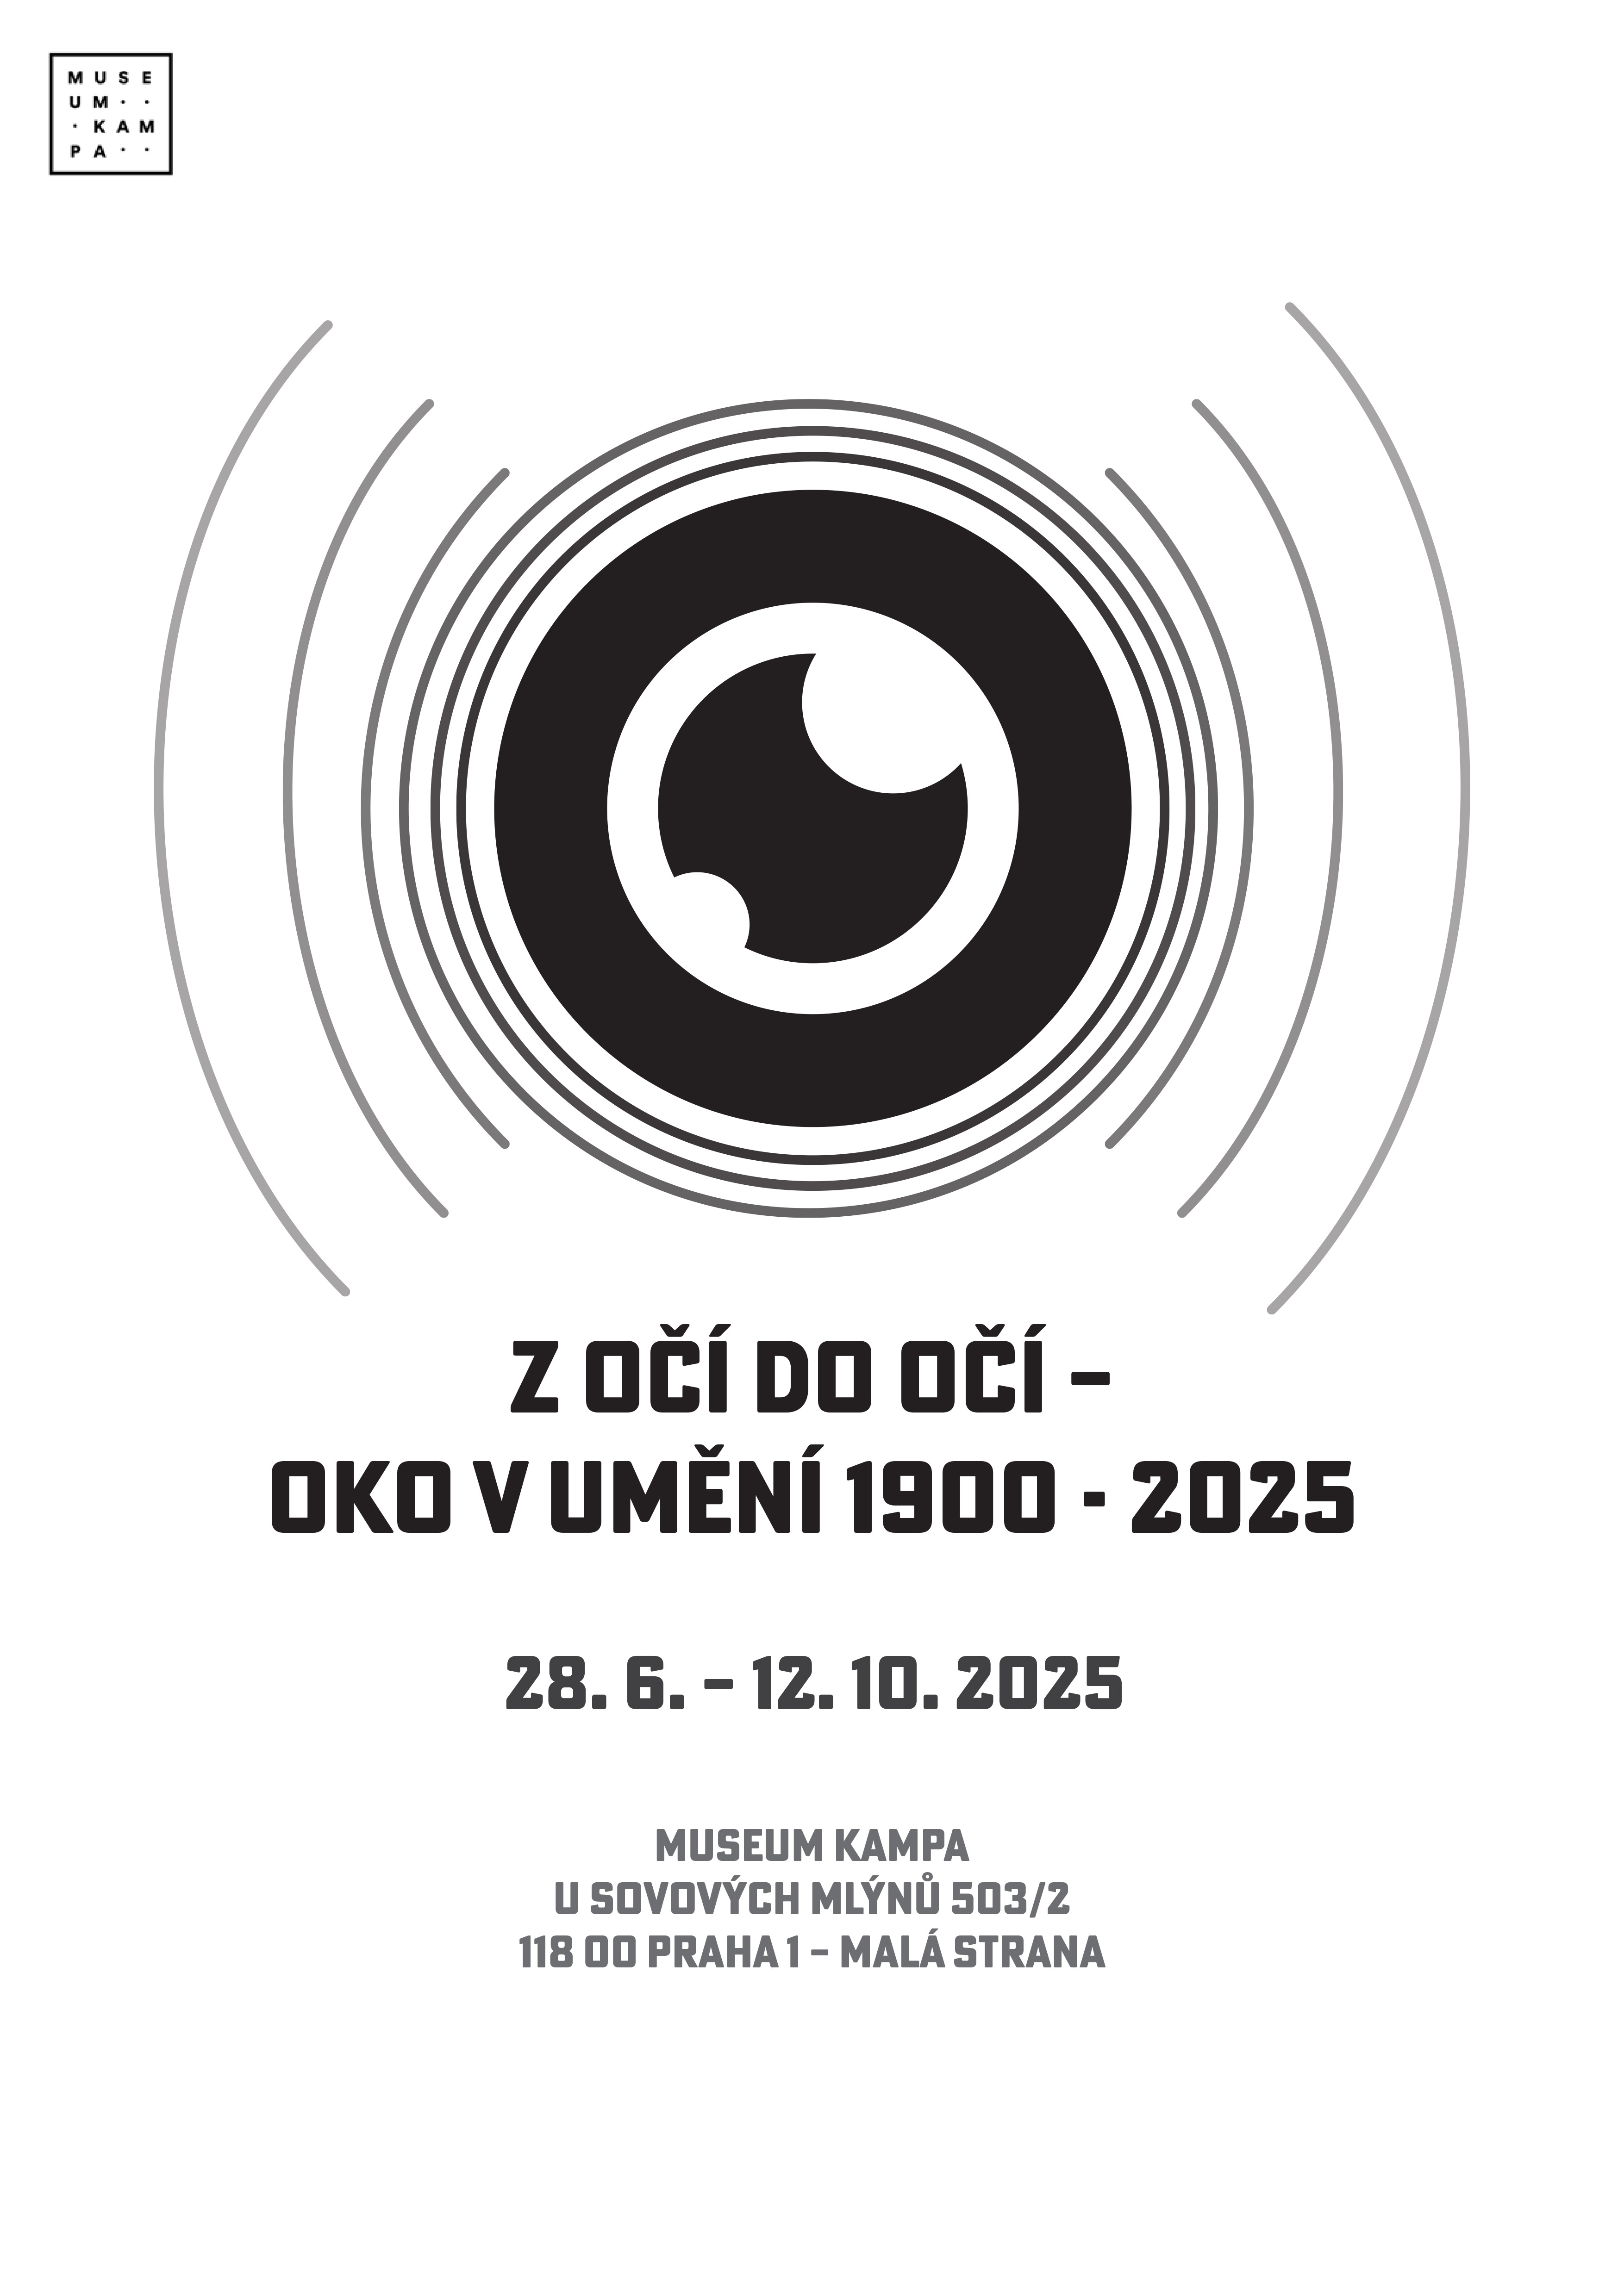 MUSE
UM · ·
· KAM
PA · ·
Z OČÍ DO OČÍ –
OKO V UMĚNÍ 1900 - 2025
28. 6. – 12. 10. 2025
MUSEUM KAMPA
U SOVOVÝCH MLÝNŮ 503/2
118 00 PRAHA 1 – MALÁ STRANA